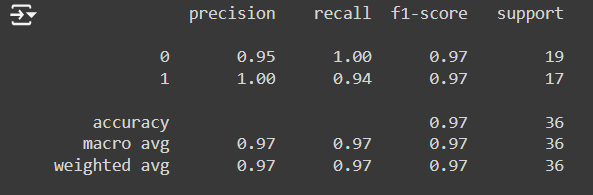 precision recall f1-score support
0 0.95 1.00 0.97 19
1 1.00 0.94 0.97 17
accuracy 0.97 36
macro avg 0.97 0.97 0.97 36
weighted avg 0.97 0.97 0.97 36